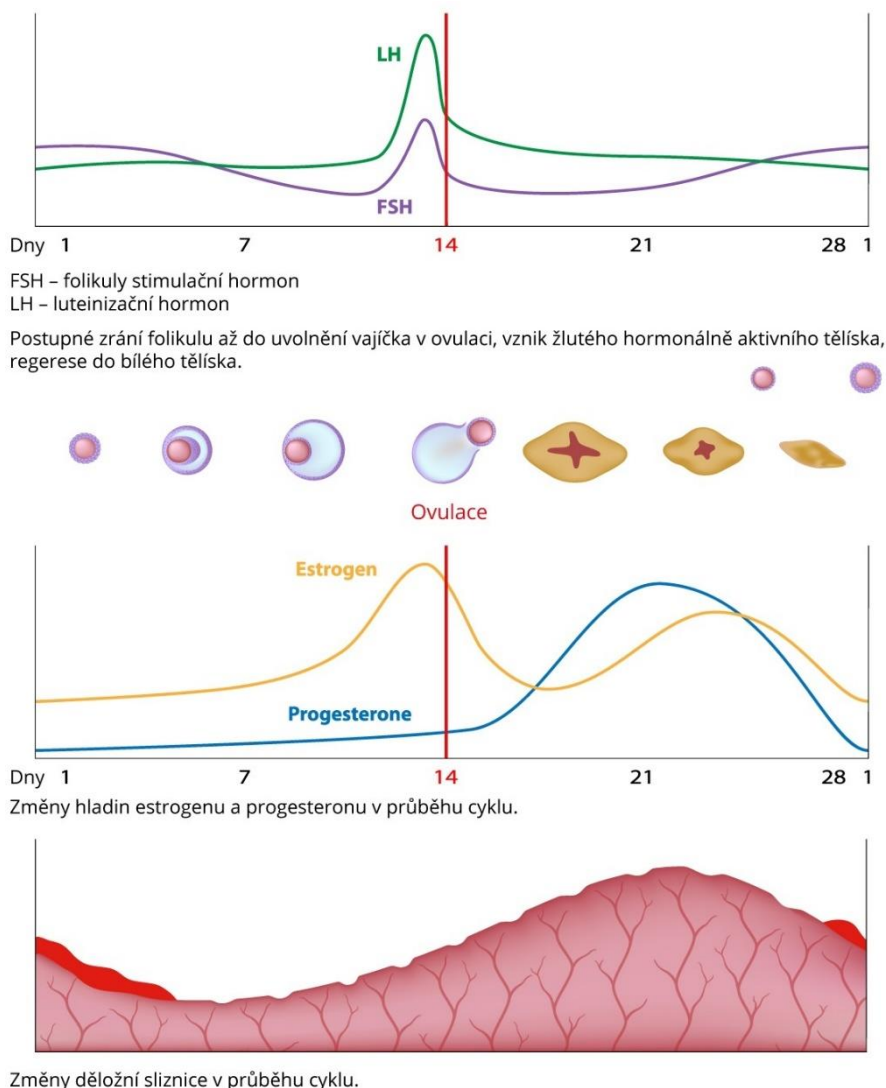 LH
FSH
Dny 1 7 14 21 28 1
FSH – folikuly stimulační hormon
LH – luteinizační hormon
Postupné zrání folikulu až do uvolnění vajíčka v ovulaci, vznik žlutého hormonálně aktivního tělíska,
regerese do bílého tělíska.
Ovulace
Estrogen
Progesterone
Dny 1 7 14 21 28 1
Změny hladin estrogenu a progesteronu v průběhu cyklu.
Změny děložní sliznice v průběhu cyklu.